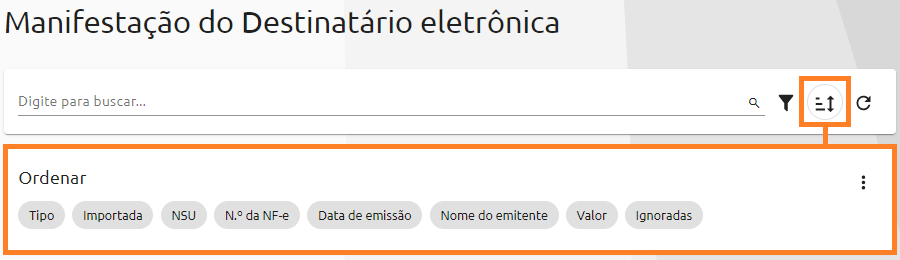 Manifestação do Destinatário eletrônica
Digite para buscar...
Ordenar
Tipo Importada NSU N.º da NF-e Data de emissão Nome do emitente Valor Ignoradas